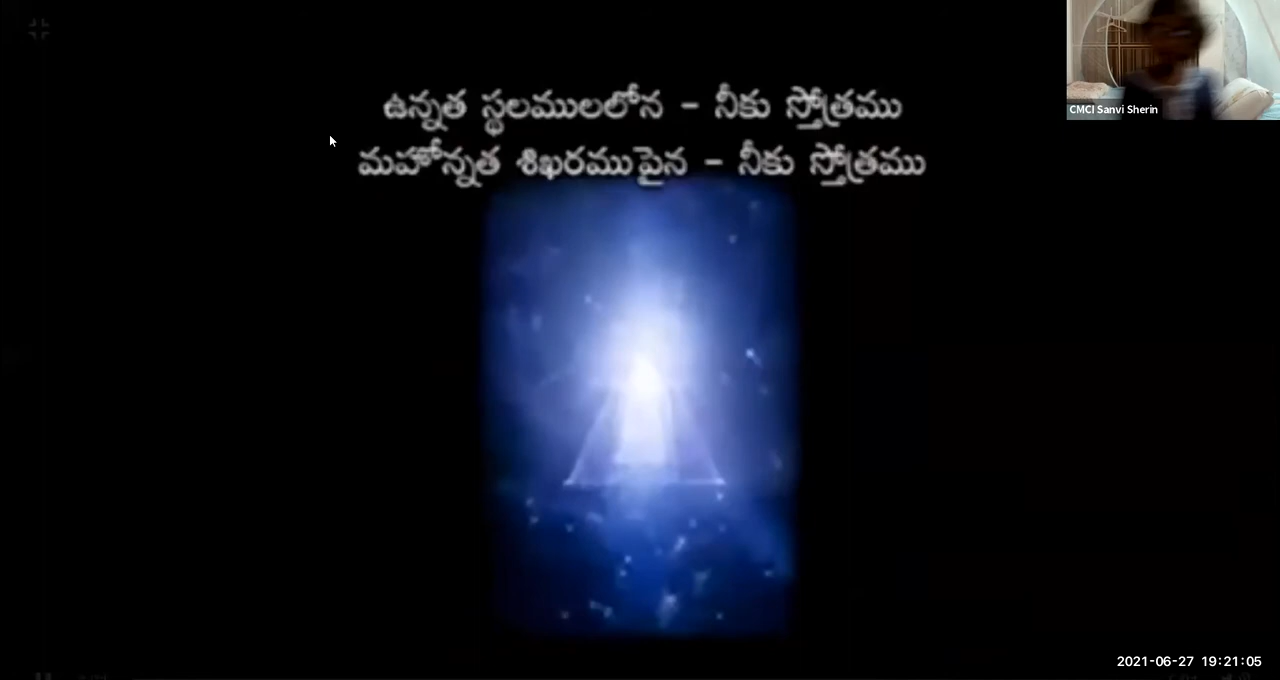 ఉన్నత స్థలములలోన - నీకు స్తోత్రము
మహోన్నత శిఖరముపైన - నీకు స్తోత్రము
CMCI Sanvi Sherin
2021-06-27 19:21:05